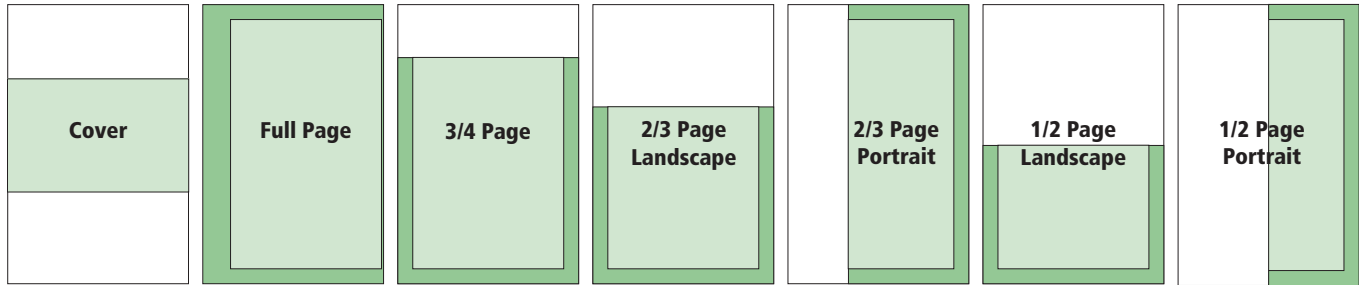 Cover
Full Page
3/4 Page
2/3 Page
Landscape
2/3 Page
Portrait
1/2 Page
Landscape
1/2 Page
Portrait